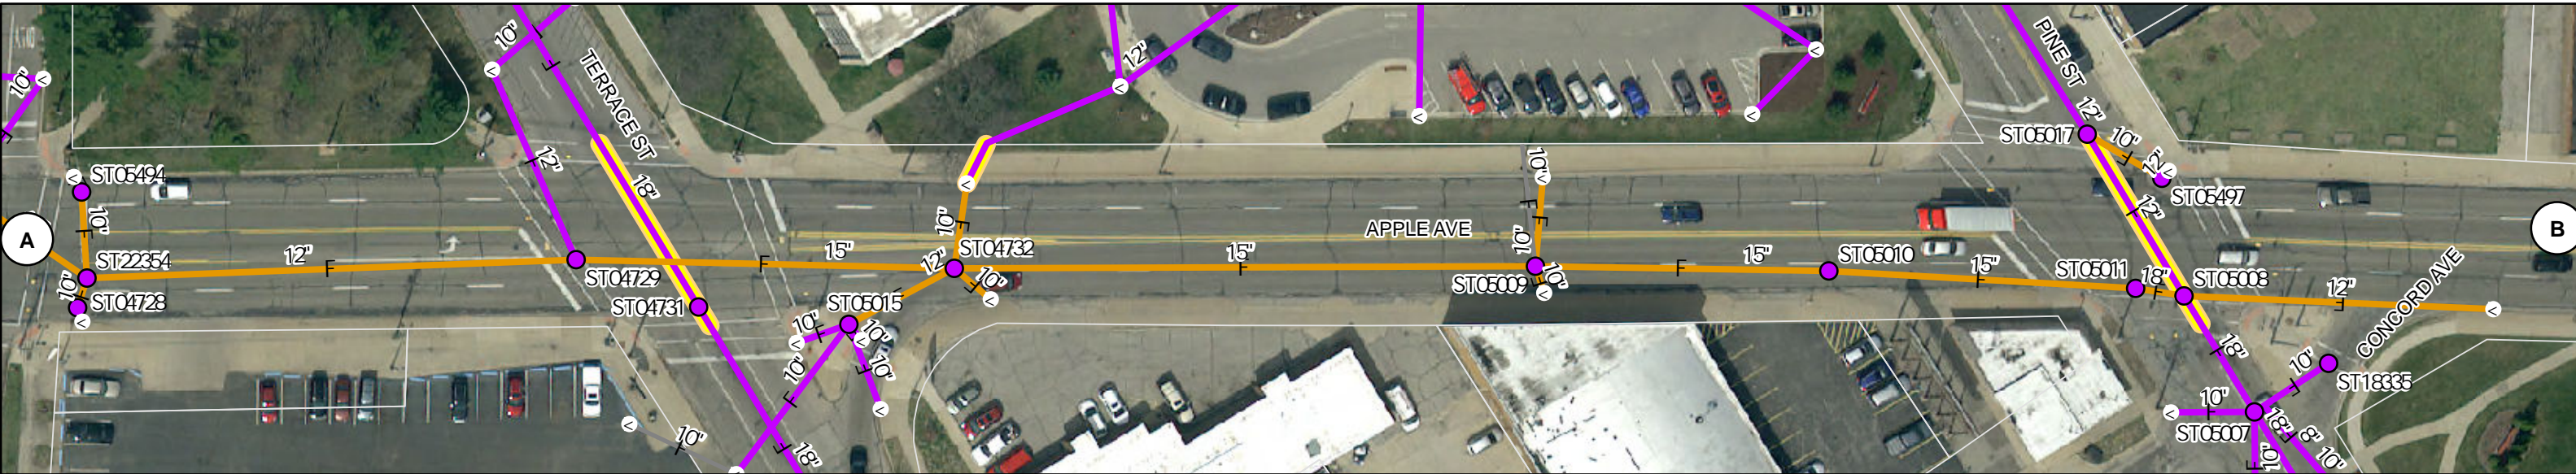 10"
TERRACE ST
12"
PINE ST
12"
10"
ST05017
10"
12"
10"
ST05494
12"
18"
ST05497
10"
12"
APPLE AVE
10"
15"
10"
ST04732
A
B
ST22354
12"
15"
15"
ST05010
10"
12"
10"
ST04729
ST05009
10"
15"
ST05011
18"
ST05008
12"
CONCORD AVE
10"
ST04728
ST04731
ST05015
10"
10"
18"
10"
10"
10"
ST18335
10"
ST05007
18"
8"
10"
10"
10"
18"